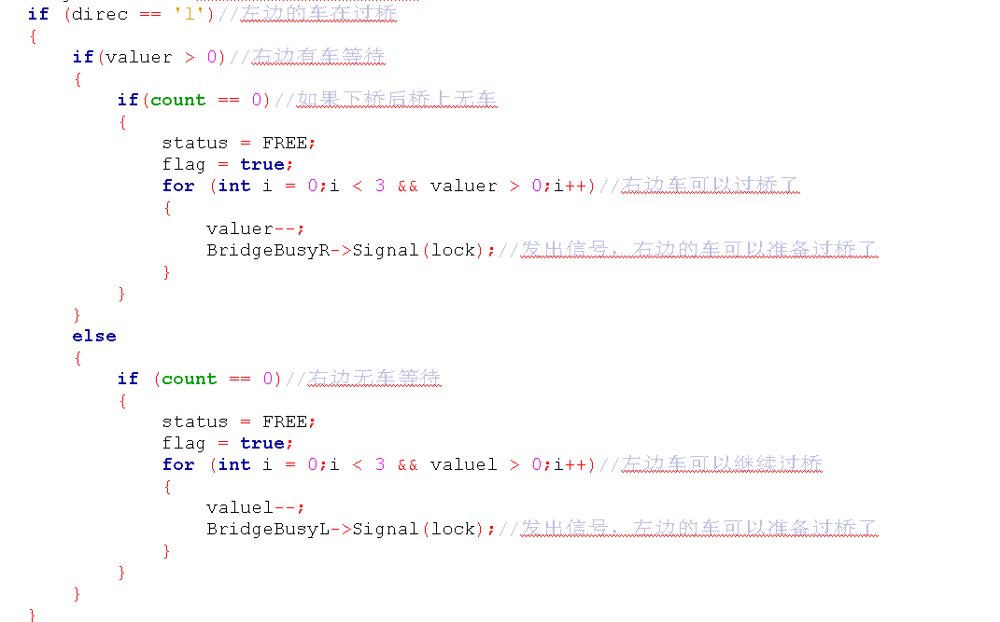 if (direc == 'l')//左边的车在过桥
{
if(valuer > 0)//右边有车等待
{
if(count == 0)//如果下桥后桥上无车
{
status = FREE;
flag = true;
for (int i = 0;i < 3 && valuer > 0;i++)//右边车可以过桥了
{
valuer--;
BridgeBusyR->Signal(lock);//发出信号，右边的车可以准备过桥了
}
}
}
else
{
if (count == 0)//右边无车等待
{
status = FREE;
flag = true;
for (int i = 0;i < 3 && valuel > 0;i++)//左边车可以继续过桥
{
valuel--;
BridgeBusyL->Signal(lock);//发出信号，左边的车可以准备过桥了
}
}
}
}